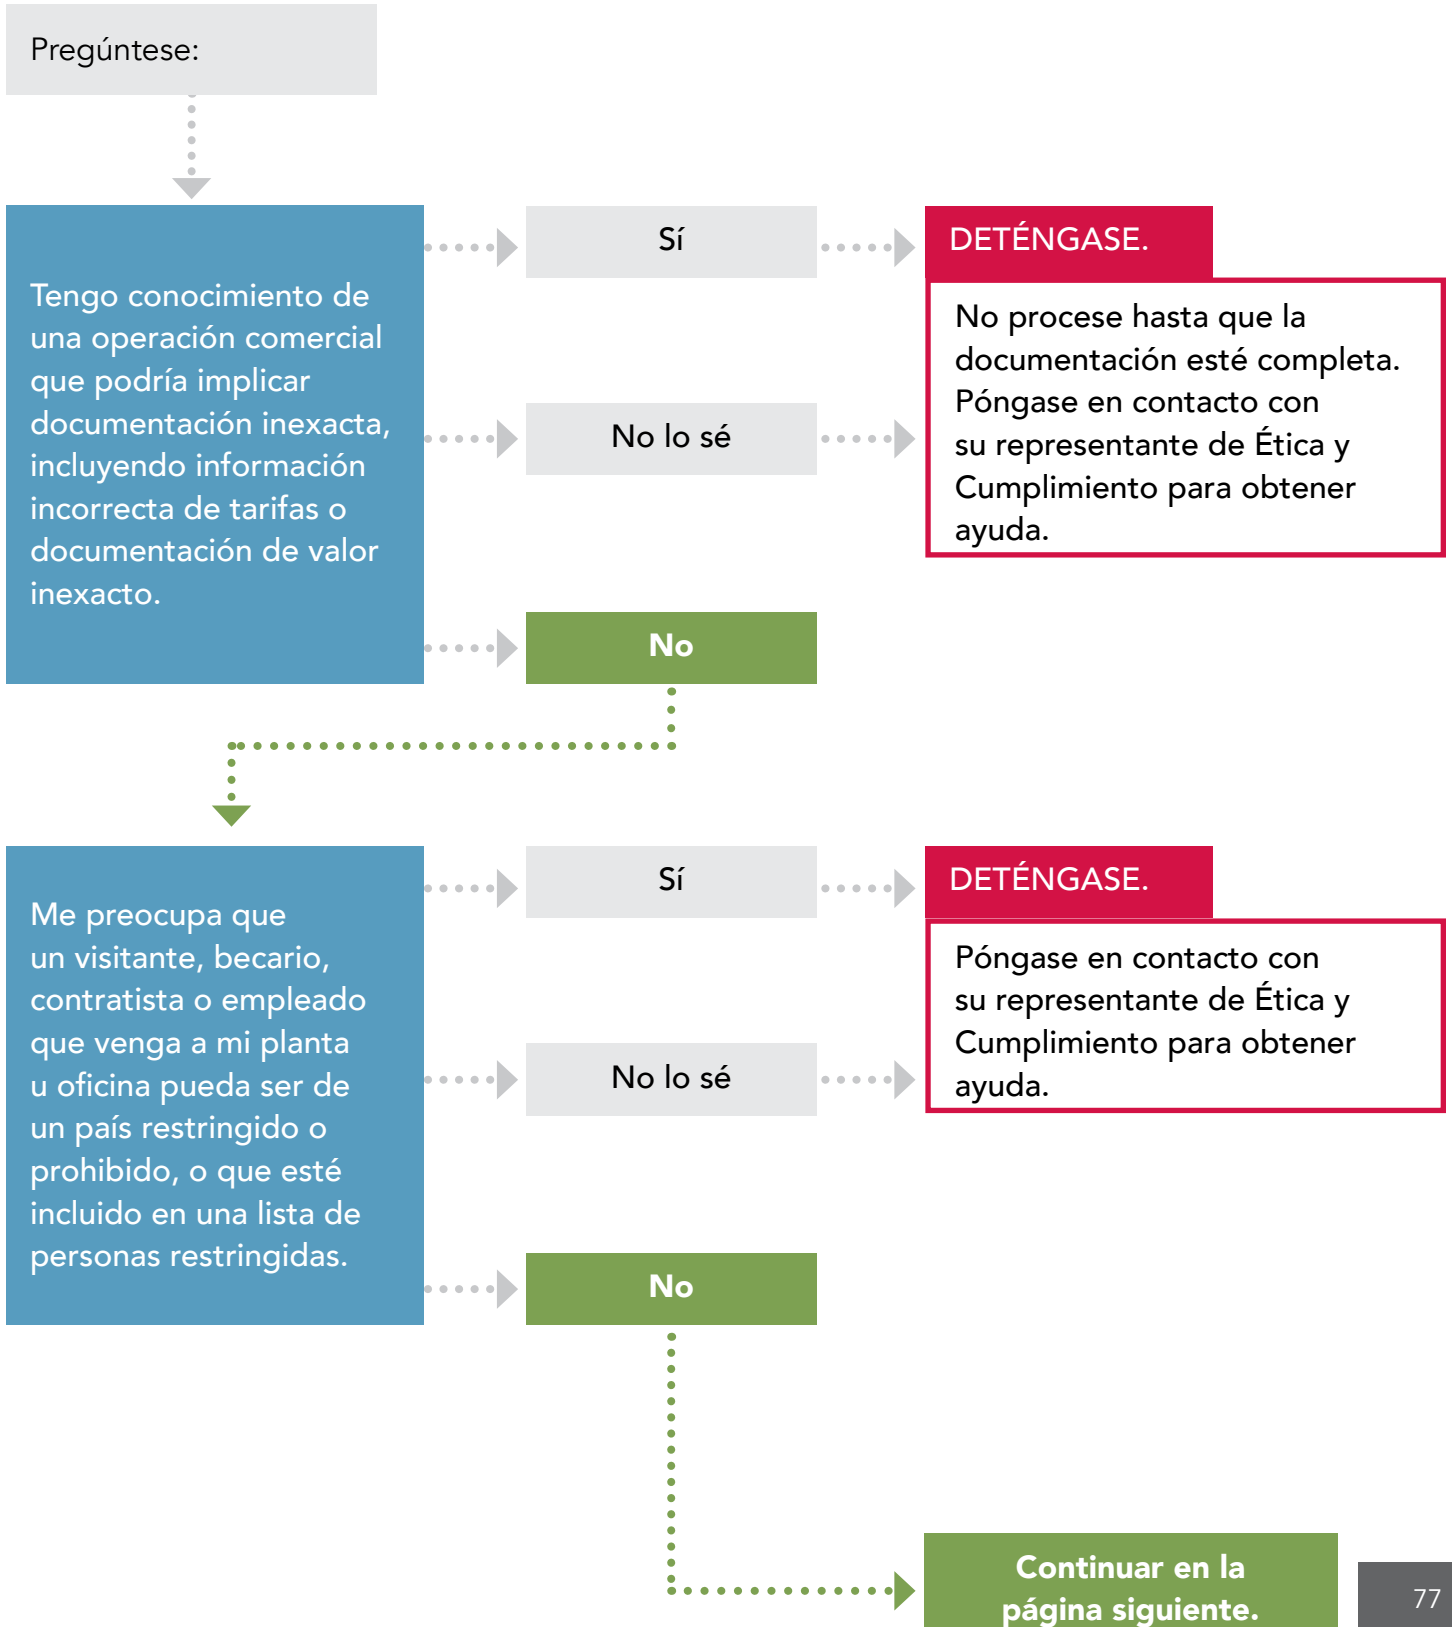 Pregúntese:
Tengo conocimiento de
una operación comercial
que podría implicar
documentación inexacta,
incluyendo información
incorrecta de tarifas o
documentación de valor
inexacto.
Sí
No lo sé
No
DETÉNGASE.
No procese hasta que la
documentación esté completa.
Póngase en contacto con
su representante de Ética y
Cumplimiento para obtener
ayuda.
Me preocupa que
un visitante, becario,
contratista o empleado
que venga a mi planta
u oficina pueda ser de
un país restringido o
prohibido, o que esté
incluido en una lista de
personas restringidas.
Sí
No lo sé
No
DETÉNGASE.
Póngase en contacto con
su representante de Ética y
Cumplimiento para obtener
ayuda.
Continuar en la
página siguiente.
77